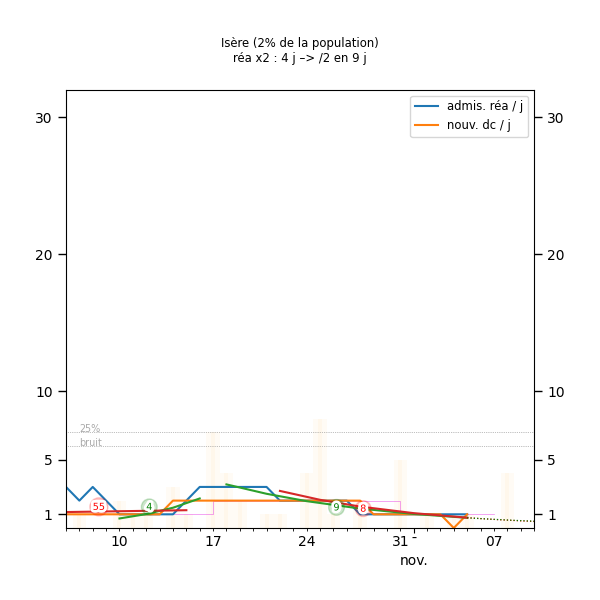 Isère (2% de la population)
réa x2 : 4 j –> /2 en 9 j
admis. réa / j
nouv. dc / j
30 30
20 20
10 10
25%
bruit
5 5
55 4 9 8
1 1
10 17 24 31 07
nov.